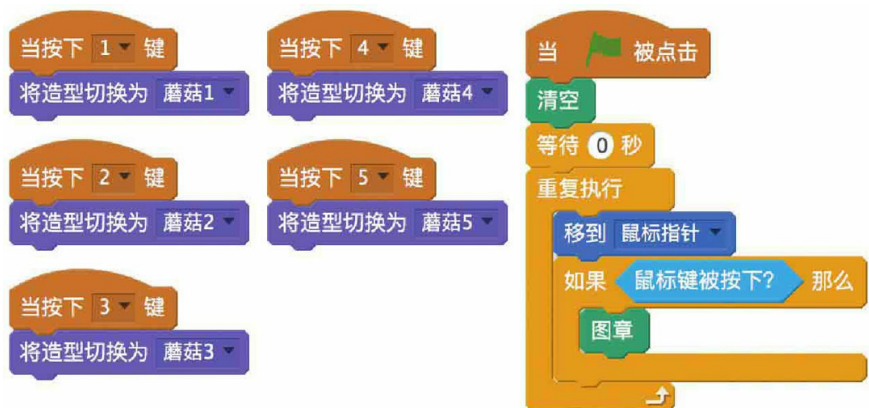 当按下 1 键
将造型切换为 蘑菇1
当按下 2 键
将造型切换为 蘑菇2
当按下 3 键
将造型切换为 蘑菇3
当按下 4 键
将造型切换为 蘑菇4
当按下 5 键
将造型切换为 蘑菇5
当 被点击
清空
等待 0 秒
重复执行
移到 鼠标指针
如果 鼠标键被按下? 那么
图章